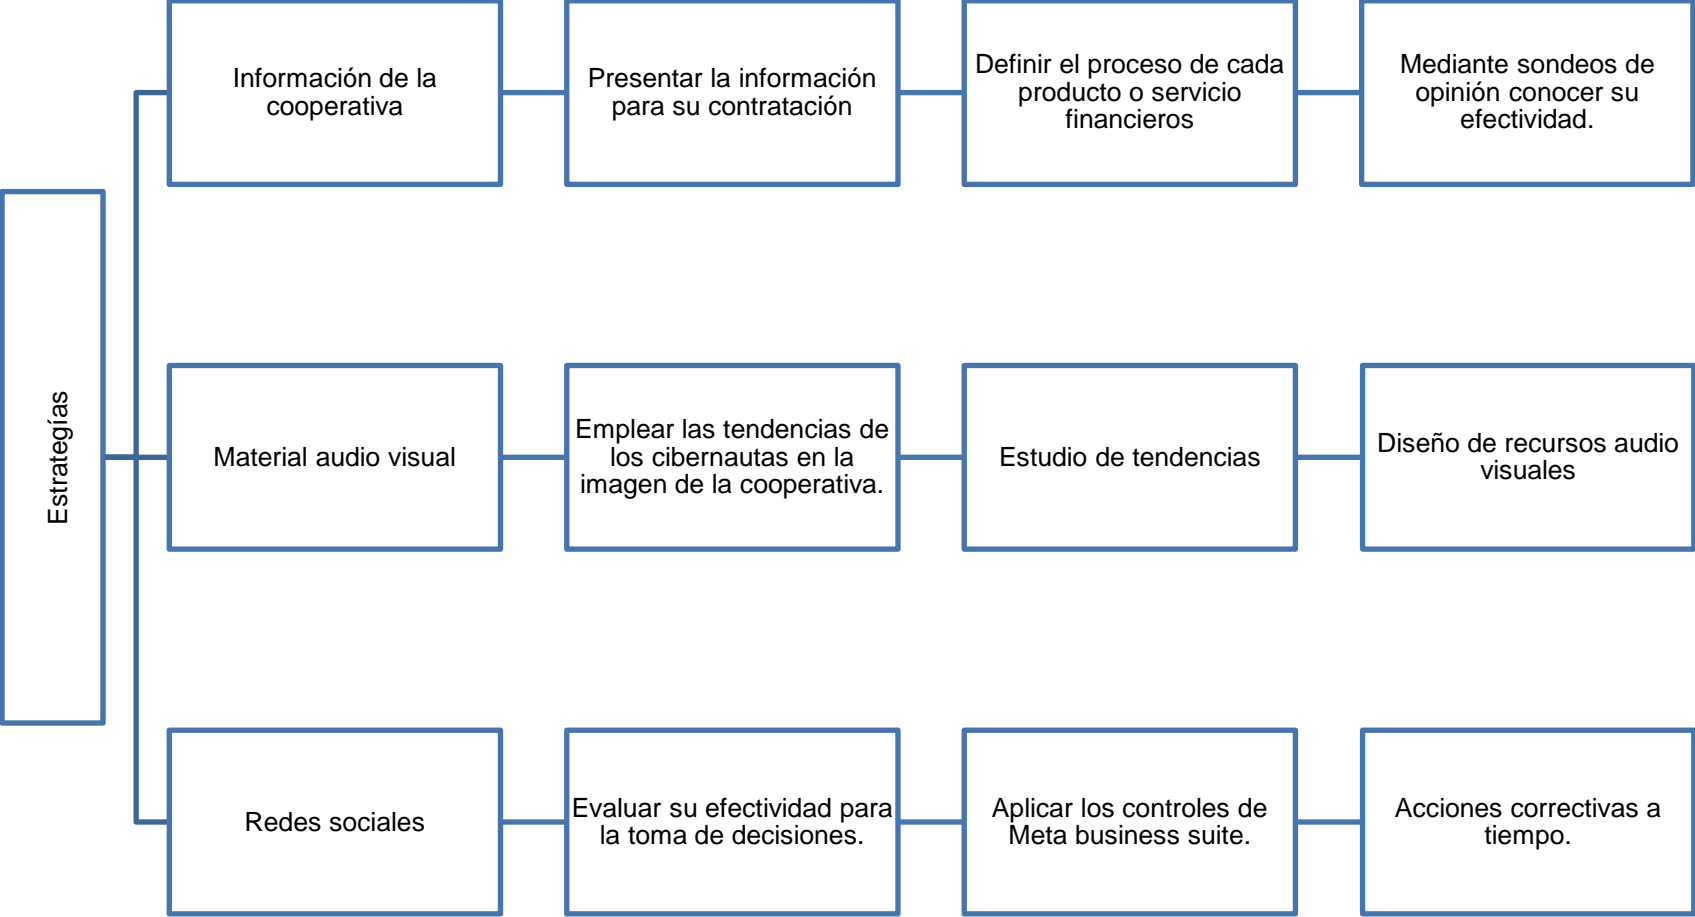 Estrategías
Información de la
cooperativa
Presentar la información
para su contratación
Definir el proceso de cada
producto o servicio
financieros
Mediante sondeos de
opinión conocer su
efectividad.
Material audio visual
Emplear las tendencias de
los cibernautas en la
imagen de la cooperativa.
Estudio de tendencias
Diseño de recursos audio
visuales
Redes sociales
Evaluar su efectividad para
la toma de decisiones.
Aplicar los controles de
Meta business suite.
Acciones correctivas a
tiempo.